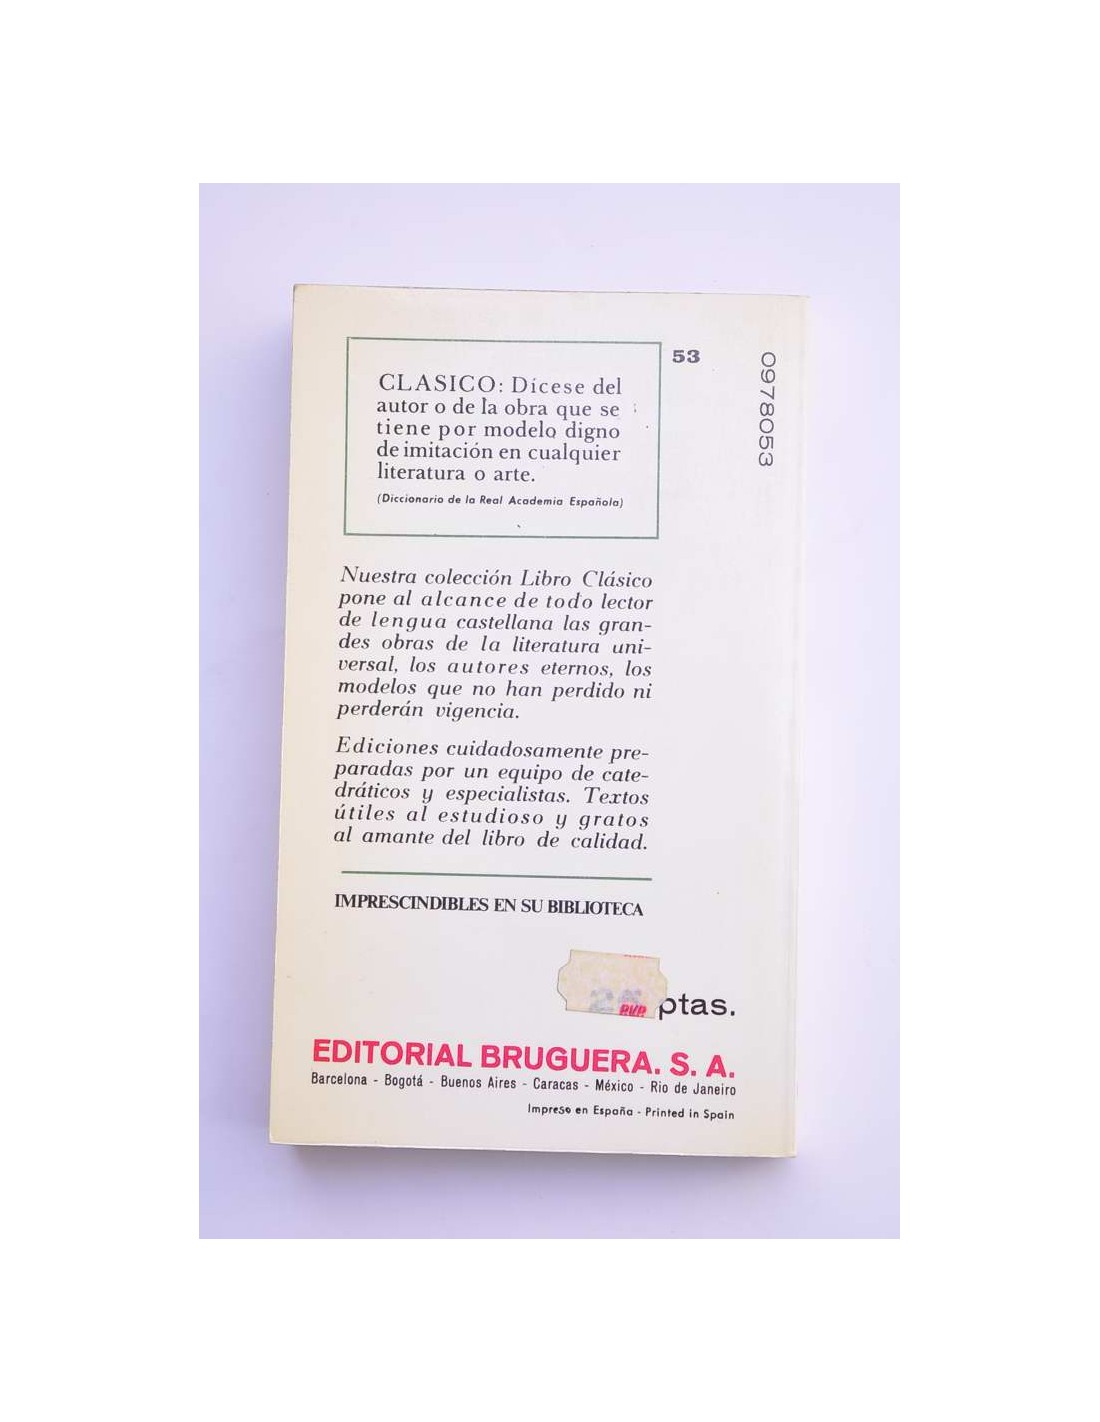 53
0978053
CLASICO: Dícese del
autor o de la obra que se
tiene por modelo digno
de imitación en cualquier
literatura o arte.
(Diccionario de la Real Academia Española)
Nuestra colección Libro Clásico
pone al alcance de todo lector
de lengua castellana las gran-
des obras de la literatura uni-
versal, los autores eternos, los
modelos que no han perdido ni
perderán vigencia.
Ediciones cuidadosamente pre-
paradas por un equipo de cate-
dráticos y especialistas. Textos
útiles al estudioso y gratos
al amante del libro de calidad.
IMPRESCINDIBLES EN SU BIBLIOTECA
PVP. ptas.
EDITORIAL BRUGUERA. S. A.
Barcelona - Bogotá - Buenos Aires - Caracas - México - Rio de Janeiro
Impreso en España - Printed in Spain